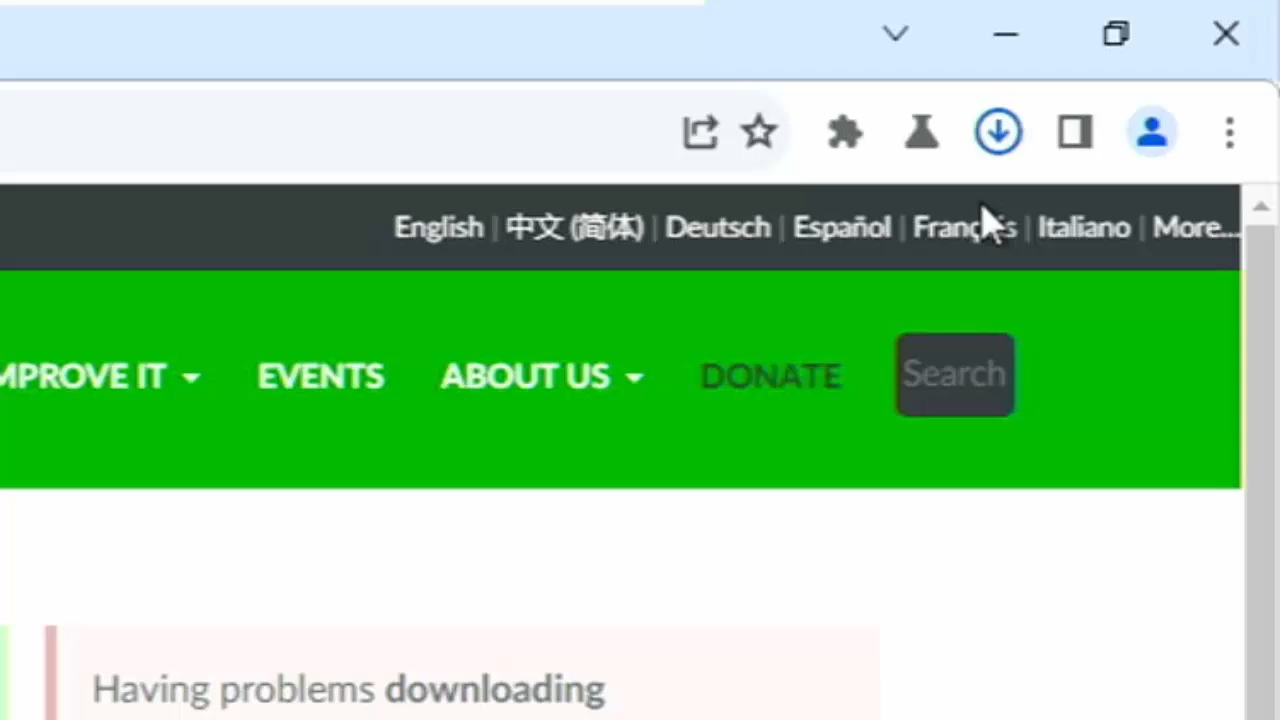 English | 中文 (简体) | Deutsch | Español | Français | Italiano | More...
MPROVE IT EVENTS ABOUT US DONATE Search
Having problems downloading